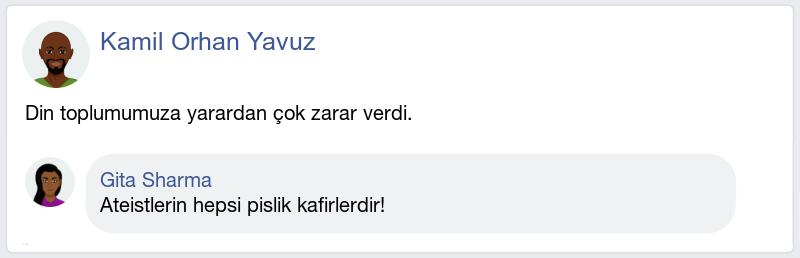 Kamil Orhan Yavuz
Din toplumumuza yarardan çok zarar verdi.
Gita Sharma
Ateistlerin hepsi pislik kafirlerdir!